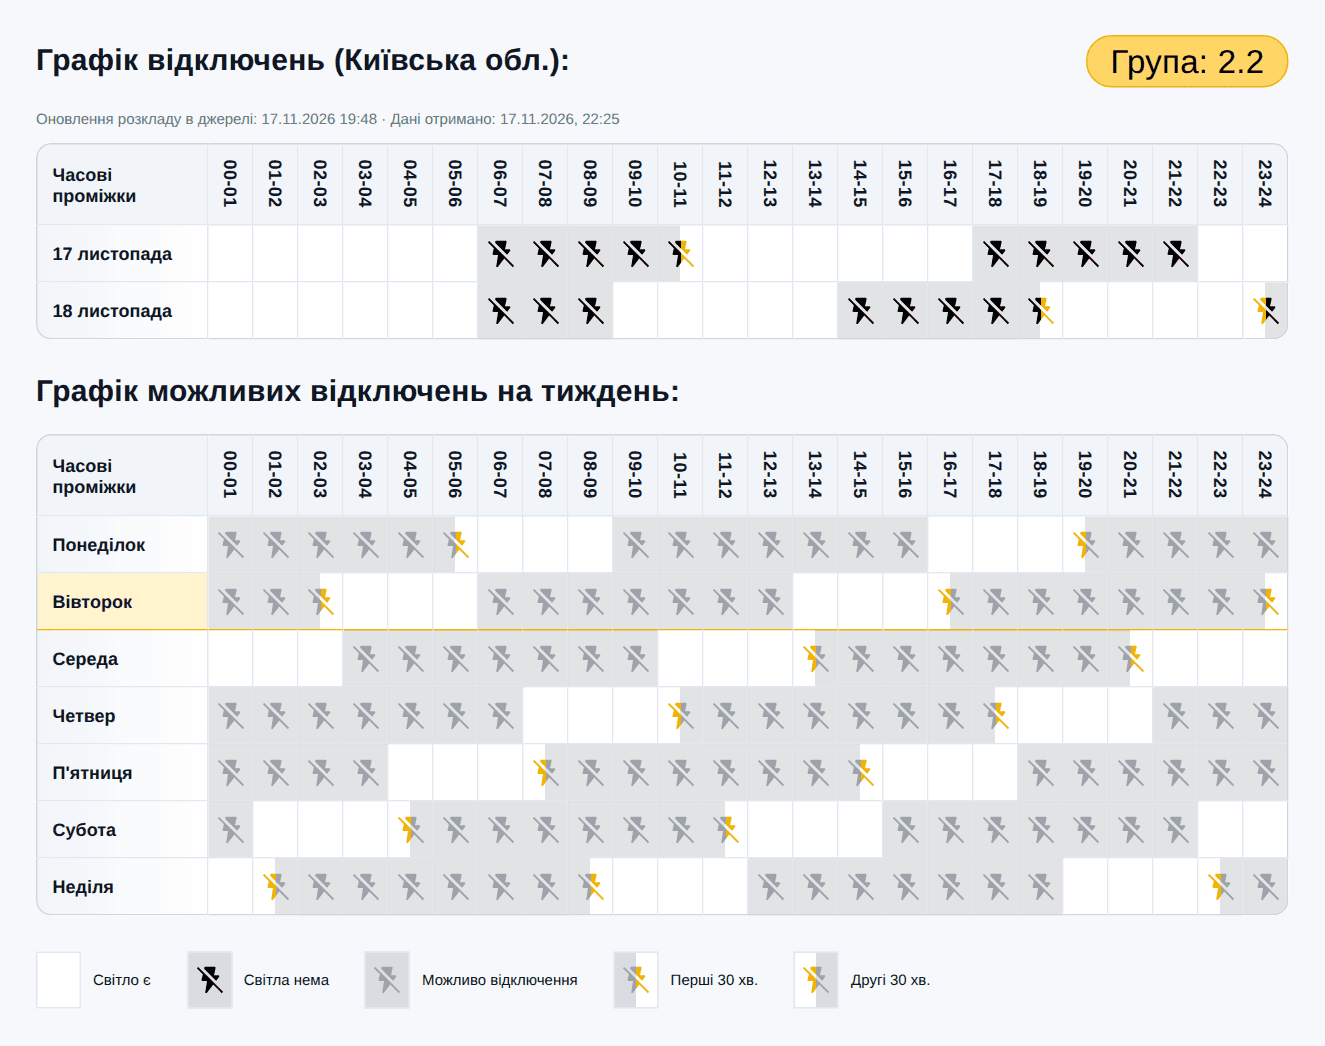 Графік відключень (Київська обл.):
Група: 2.2
Оновлення розкладу в джерелі: 17.11.2026 19:48 · Дані отримано: 17.11.2026, 22:25
Часові проміжки 00-01 01-02 02-03 03-04 04-05 05-06 06-07 07-08 08-09 09-10 10-11 11-12 12-13 13-14 14-15 15-16 16-17 17-18 18-19 19-20 20-21 21-22 22-23 23-24
17 листопада
18 листопада
Графік можливих відключень на тиждень:
Часові проміжки 00-01 01-02 02-03 03-04 04-05 05-06 06-07 07-08 08-09 09-10 10-11 11-12 12-13 13-14 14-15 15-16 16-17 17-18 18-19 19-20 20-21 21-22 22-23 23-24
Понеділок
Вівторок
Середа
Четвер
П'ятниця
Субота
Неділя
Світло є Світла нема Можливо відключення Перші 30 хв. Другі 30 хв.